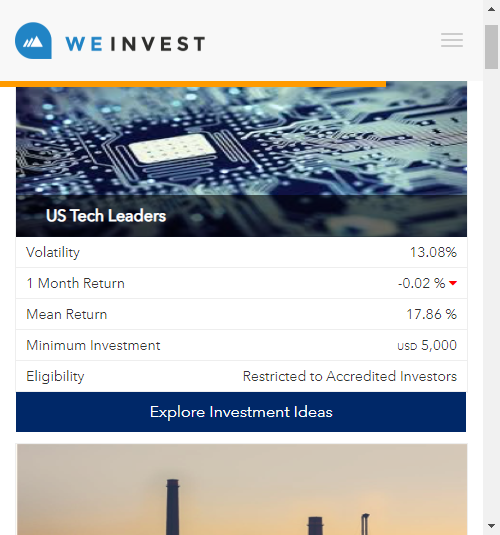 WEINVEST
US Tech Leaders
Volatility 13.08%
1 Month Return -0.02 %
Mean Return 17.86 %
Minimum Investment USD 5,000
Eligibility Restricted to Accredited Investors
Explore Investment Ideas